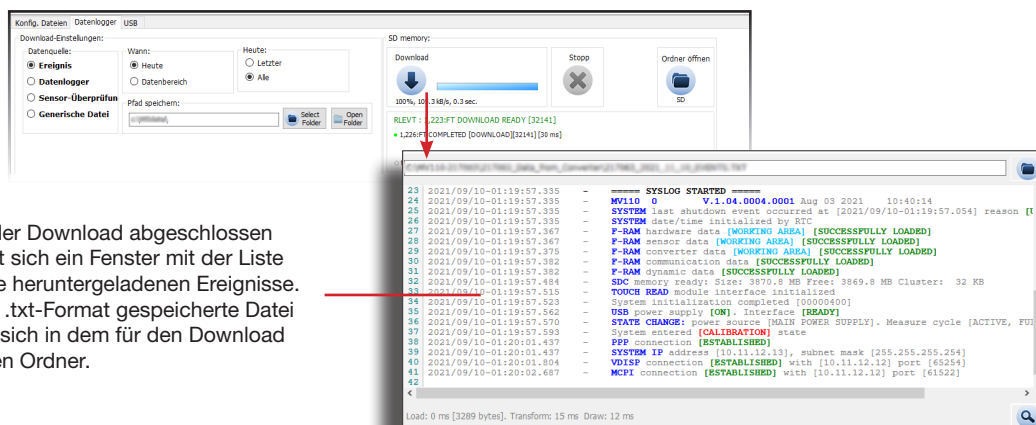 Konfig. Dateien Datenlogger USB
Download-Einstellungen:
Datenquelle:
Ereignis
Datenlogger
Sensor-Überprüfun
Generische Datei
Wann:
Heute
Datenbereich
Heute:
Letzter
Alle
Pfad speichern:
Select Folder
Open Folder
SD memory:
Download
100%, 10 .3 kB/s, 0.3 sec.
Stopp
Ordner öffnen
SD
RLEVT : 1,223:FT DOWNLOAD READY [32141]
1,226:FT COMPLETED [DOWNLOAD][32141] [30 ms]
23 2021/09/10-01:19:57.335 - ===== SYSLOG STARTED =====
24 2021/09/10-01:19:57.335 - MV110 0 V.1.04.0004.0001 Aug 03 2021 10:40:14
25 2021/09/10-01:19:57.335 - SYSTEM last shutdown event occurred at [2021/09/10-01:19:57.054] reason [U
26 2021/09/10-01:19:57.335 - SYSTEM date/time initialized by RTC
27 2021/09/10-01:19:57.367 - F-RAM hardware data [WORKING AREA] [SUCCESSFULLY LOADED]
28 2021/09/10-01:19:57.367 - F-RAM sensor data [WORKING AREA] [SUCCESSFULLY LOADED]
29 2021/09/10-01:19:57.375 - F-RAM converter data [WORKING AREA] [SUCCESSFULLY LOADED]
30 2021/09/10-01:19:57.382 - F-RAM communication data [SUCCESSFULLY LOADED]
31 2021/09/10-01:19:57.382 - F-RAM dynamic data [SUCCESSFULLY LOADED]
32 2021/09/10-01:19:57.484 - SDC memory ready: Size: 3870.8 MB Free: 3869.8 MB Cluster: 32 KB
33 2021/09/10-01:19:57.515 - TOUCH READ module interface initialized
34 2021/09/10-01:19:57.523 - System initialization completed [00000400]
35 2021/09/10-01:19:57.562 - USB power supply [ON]. Interface [READY]
36 2021/09/10-01:19:57.570 - STATE CHANGE: power source [MAIN POWER SUPPLY]. Measure cycle [ACTIVE, FUL
37 2021/09/10-01:19:57.593 - System entered [CALIBRATION] state
38 2021/09/10-01:20:01.437 - PPP connection [ESTABLISHED]
39 2021/09/10-01:20:01.437 - SYSTEM IP address [10.11.12.13], subnet mask [255.255.255.254]
40 2021/09/10-01:20:01.804 - VDISP connection [ESTABLISHED] with [10.11.12.12] port [65254]
41 2021/09/10-01:20:02.687 - MCPI connection [ESTABLISHED] with [10.11.12.12] port [61522]
42
Load: 0 ms [3289 bytes]. Transform: 15 ms Draw: 12 ms
der Download abgeschlossen
t sich ein Fenster mit der Liste
e heruntergeladenen Ereignisse.
.txt-Format gespeicherte Datei
sich in dem für den Download
en Ordner.